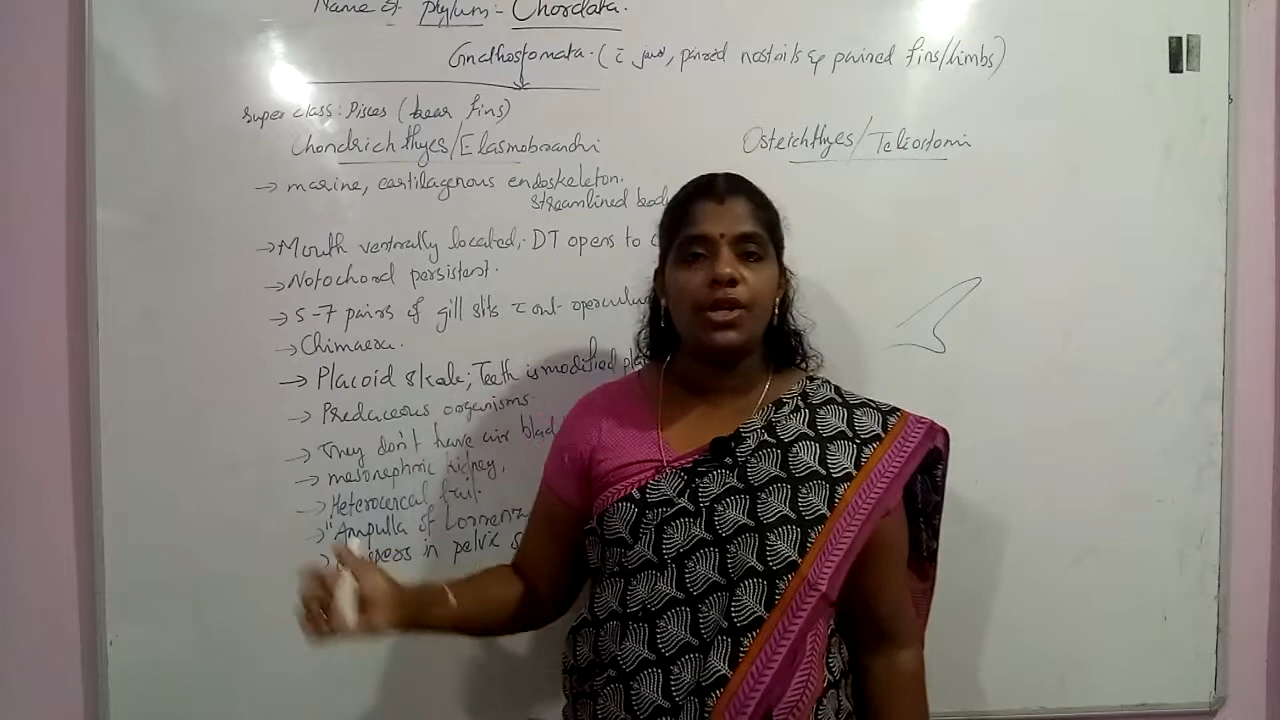 Name of phylum - Chordata.
Gnathostomata. (c̄ jaw, paired nostrils & paired fins/limbs)
Super class: Pisces (bear fins)
Chondrichthyes/Elasmobranchi
Osteichthyes/Teliostomi
→ marine, cartilagenous endoskeleton.
streamlined body
→ Mouth ventrally located, DT opens to
→ Notochord persistent.
→ 5-7 pairs of gill slits c̄ out operculum
→ Chimaera.
→ Placoid skale; Teeth is modified
→ Predaceous organisms
→ They don't have air
→ mesonephric kidney,
→ Heterocercal tail.
→ "Ampulla of
in pelvic